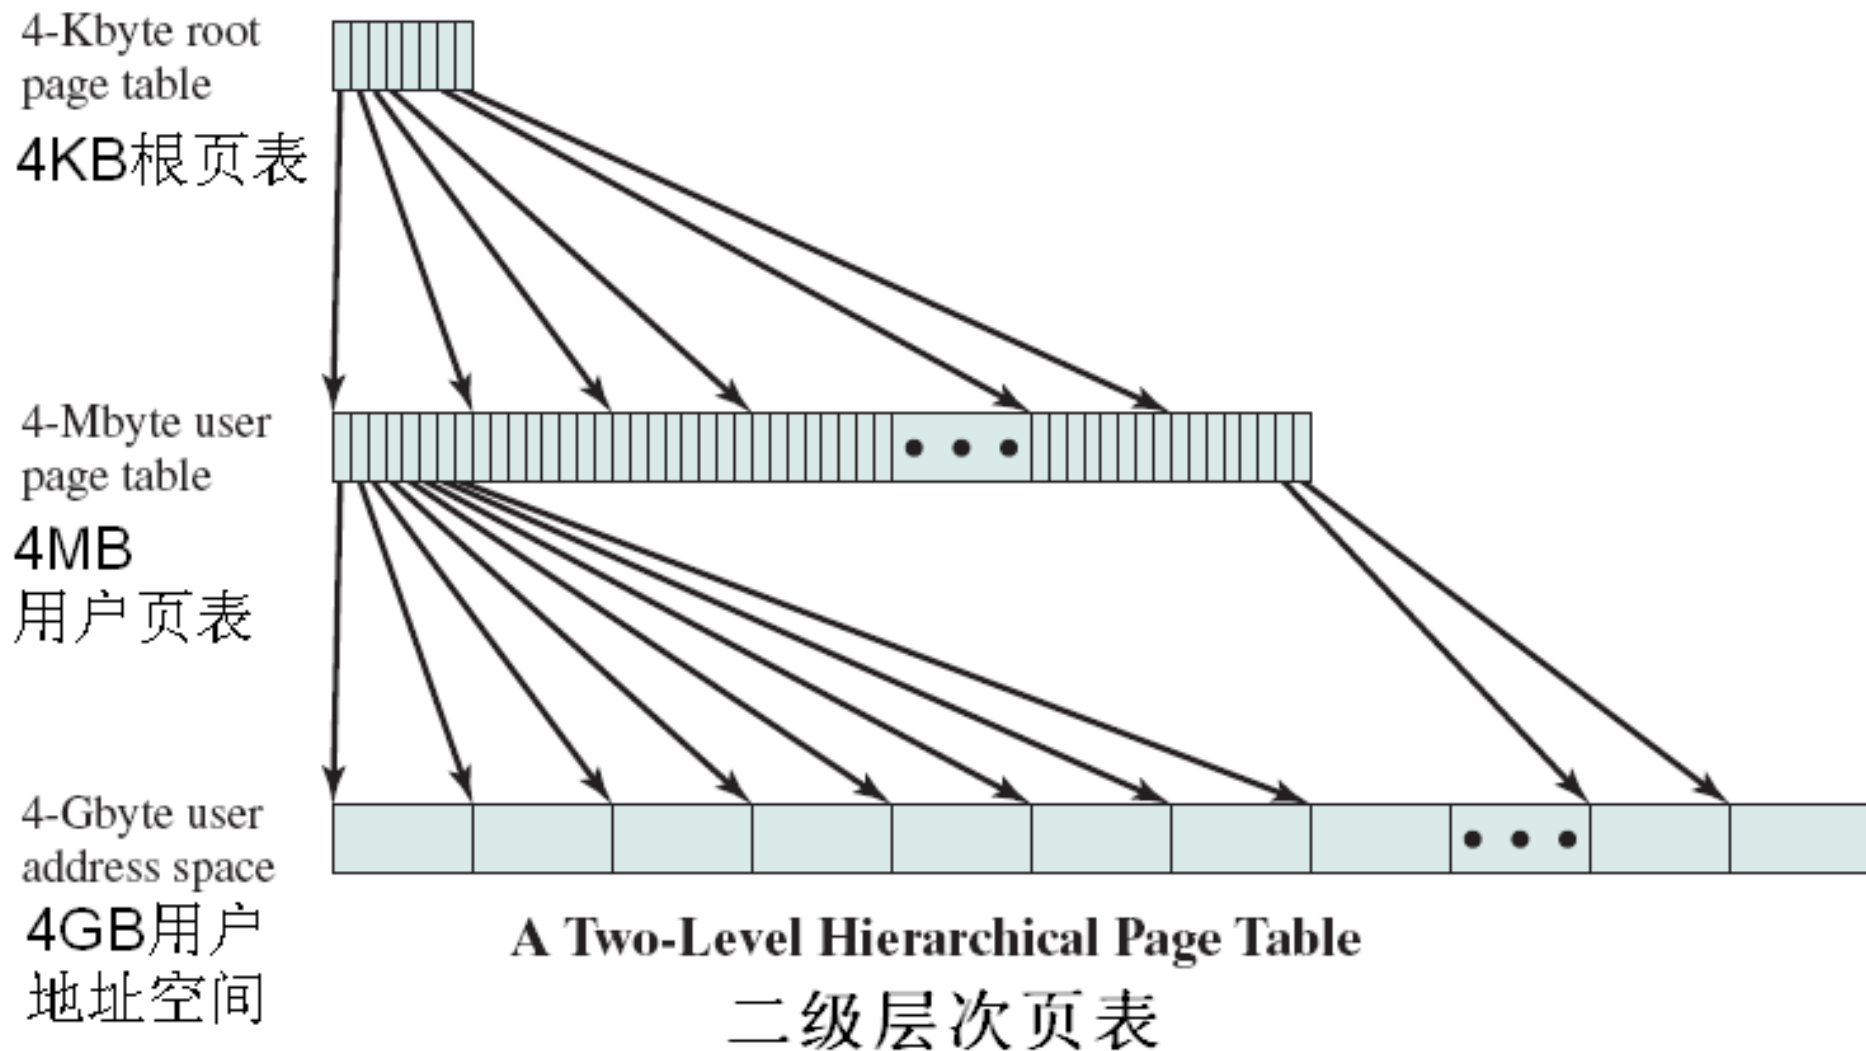 4-Kbyte root
page table
4KB根页表
4-Mbyte user
page table
4MB
用户页表
4-Gbyte user
address space
4GB用户
地址空间
A Two-Level Hierarchical Page Table
二级层次页表